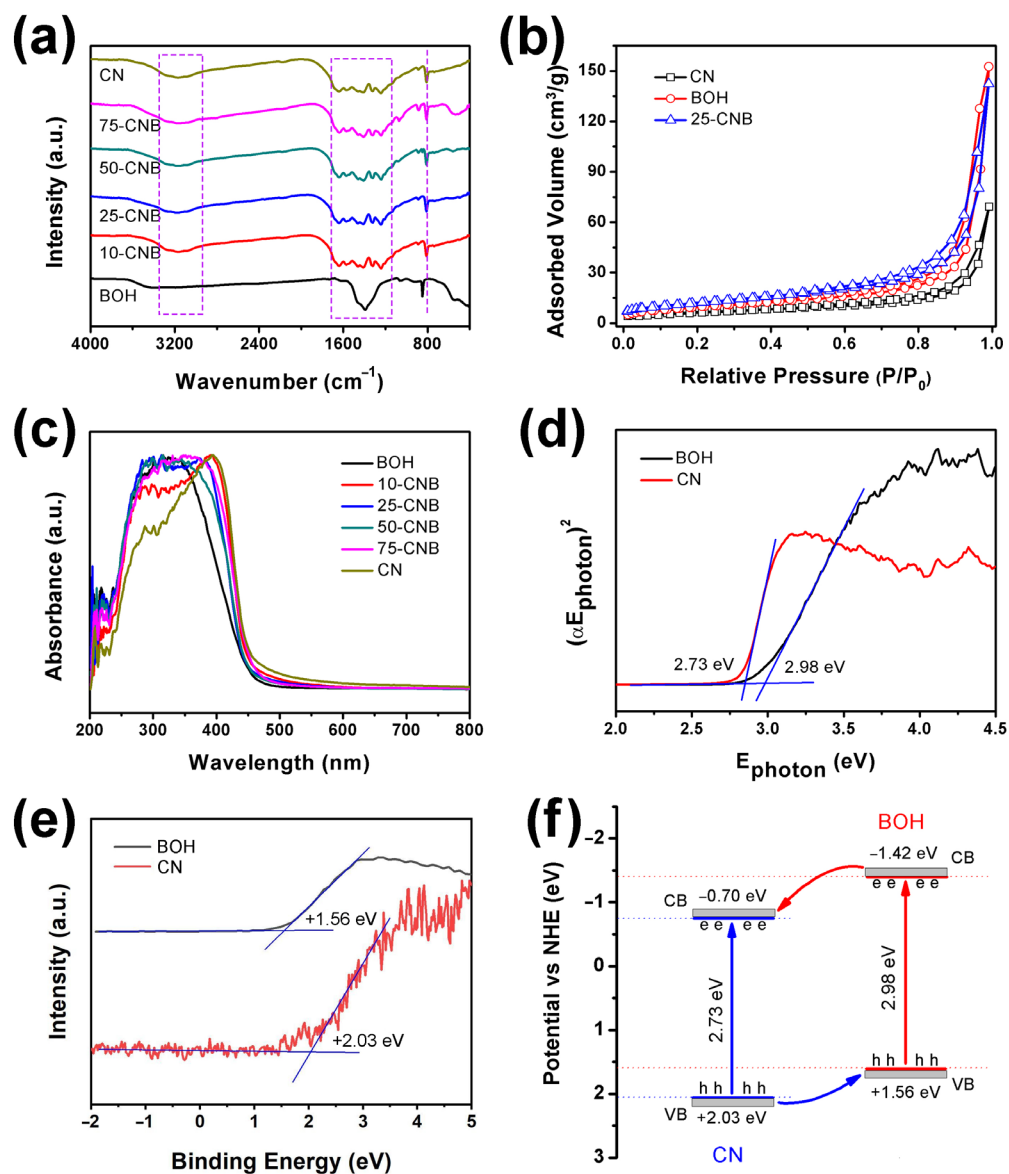 (a)
CN
75-CNB
50-CNB
25-CNB
10-CNB
BOH
4000 3200 2400 1600 800
Wavenumber (cm⁻¹)
Intensity (a.u.)
(b)
CN
BOH
25-CNB
150
120
90
60
30
0
0.0 0.2 0.4 0.6 0.8 1.0
Relative Pressure (P/P₀)
Adsorbed Volume (cm³/g)
(c)
BOH
10-CNB
25-CNB
50-CNB
75-CNB
CN
200 300 400 500 600 700 800
Wavelength (nm)
Absorbance (a.u.)
(d)
BOH
CN
2.73 eV
2.98 eV
2.0 2.5 3.0 3.5 4.0 4.5
Ephoton (eV)
(αEphoton)²
(e)
BOH
CN
+1.56 eV
+2.03 eV
−2 −1 0 1 2 3 4 5
Binding Energy (eV)
Intensity (a.u.)
(f)
BOH
−1.42 eV
CB
e e e e
−0.70 eV
CB
e e e e
2.73 eV
2.98 eV
h h h h
+1.56 eV
VB
h h h h
VB
+2.03 eV
CN
−2
−1
0
1
2
3
Potential vs NHE (eV)